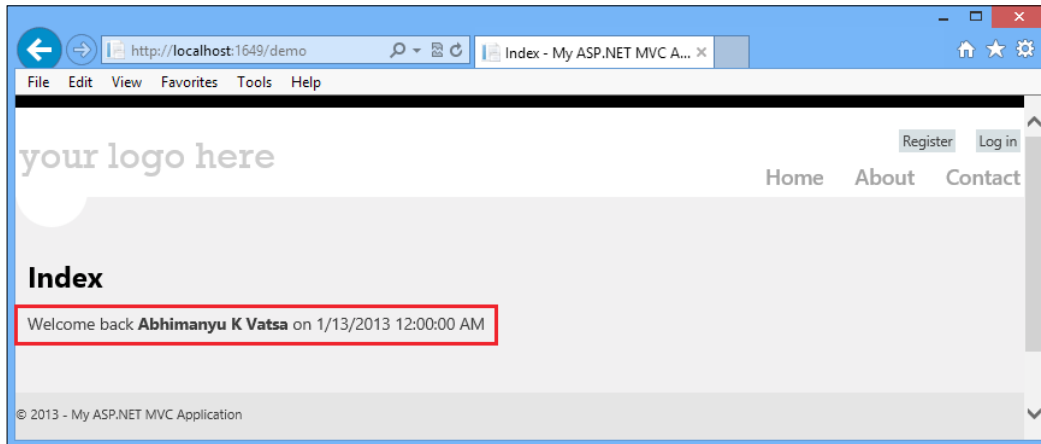 http://localhost:1649/demo
Index - My ASP.NET MVC A...
File Edit View Favorites Tools Help
your logo here
Register Log in
Home About Contact
Index
Welcome back Abhimanyu K Vatsa on 1/13/2013 12:00:00 AM
© 2013 - My ASP.NET MVC Application